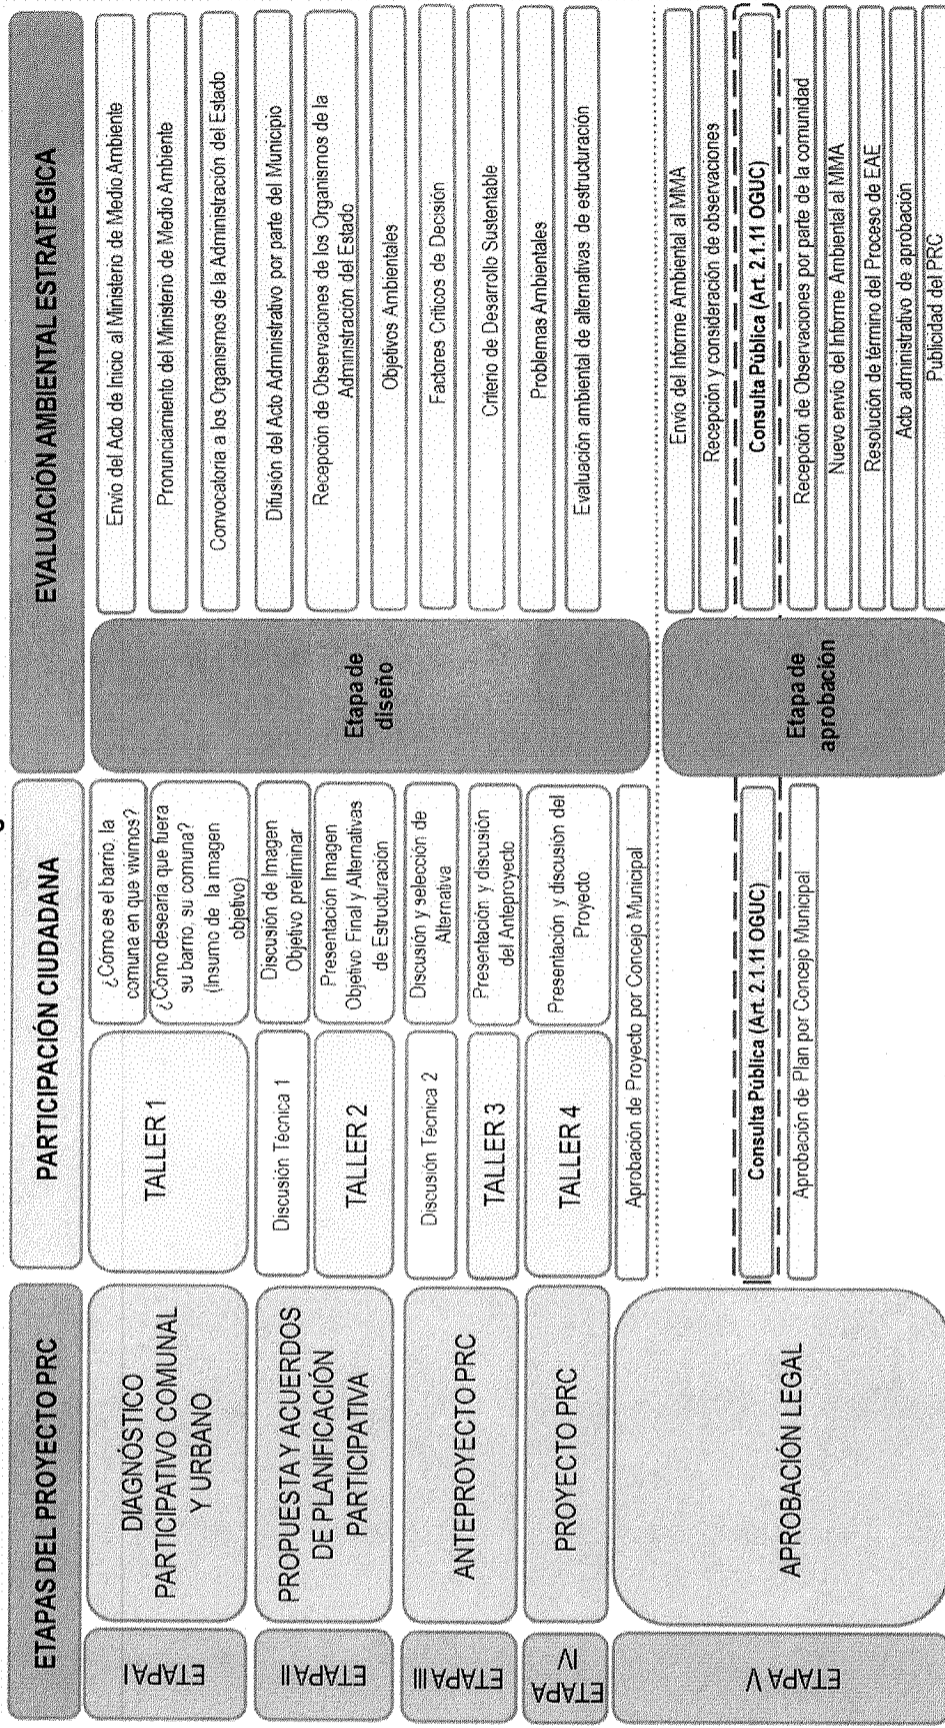 ETAPAS DEL PROYECTO PRC
PARTICIPACIÓN CIUDADANA
EVALUACIÓN AMBIENTAL ESTRATÉGICA
ETAPA I
DIAGNÓSTICO
PARTICIPATIVO COMUNAL
Y URBANO
TALLER 1
¿Cómo es el barrio, la
comuna en que vivimos?
¿Cómo desearía que fuera
su barrio, su comuna?
(Insumo de la imagen
objetivo)
ETAPA II
PROPUESTA Y ACUERDOS
DE PLANIFICACIÓN
PARTICIPATIVA
Discusión Técnica 1
Discusión de Imagen
Objetivo preliminar
TALLER 2
Presentación Imagen
Objetivo Final y Alternativas
de Estructuración
ETAPA III
ANTEPROYECTO PRC
Discusión Técnica 2
Discusión y selección de
Alternativa
TALLER 3
Presentación y discusión
del Anteproyecto
ETAPA
IV
PROYECTO PRC
TALLER 4
Presentación y discusión del
Proyecto
Aprobación de Proyecto por Concejo Municipal
Etapa de
diseño
Envío del Acto de Inicio al Ministerio de Medio Ambiente
Pronunciamiento del Ministerio de Medio Ambiente
Convocatoria a los Organismos de la Administración del Estado
Difusión del Acto Administrativo por parte del Municipio
Recepción de Observaciones de los Organismos de la
Administración del Estado
Objetivos Ambientales
Factores Críticos de Decisión
Criterio de Desarrollo Sustentable
Problemas Ambientales
Evaluación ambiental de alternativas de estructuración
ETAPA V
APROBACIÓN LEGAL
Consulta Pública (Art. 2.1.11 OGUC)
Aprobación de Plan por Concejo Municipal
Etapa de
aprobación
Envío del Informe Ambiental al MMA
Recepción y consideración de observaciones
Consulta Pública (Art. 2.1.11 OGUC)
Recepción de Observaciones por parte de la comunidad
Nuevo envío del Informe Ambiental al MMA
Resolución de término del Proceso de EAE
Acto administrativo de aprobación
Publicidad del PRC